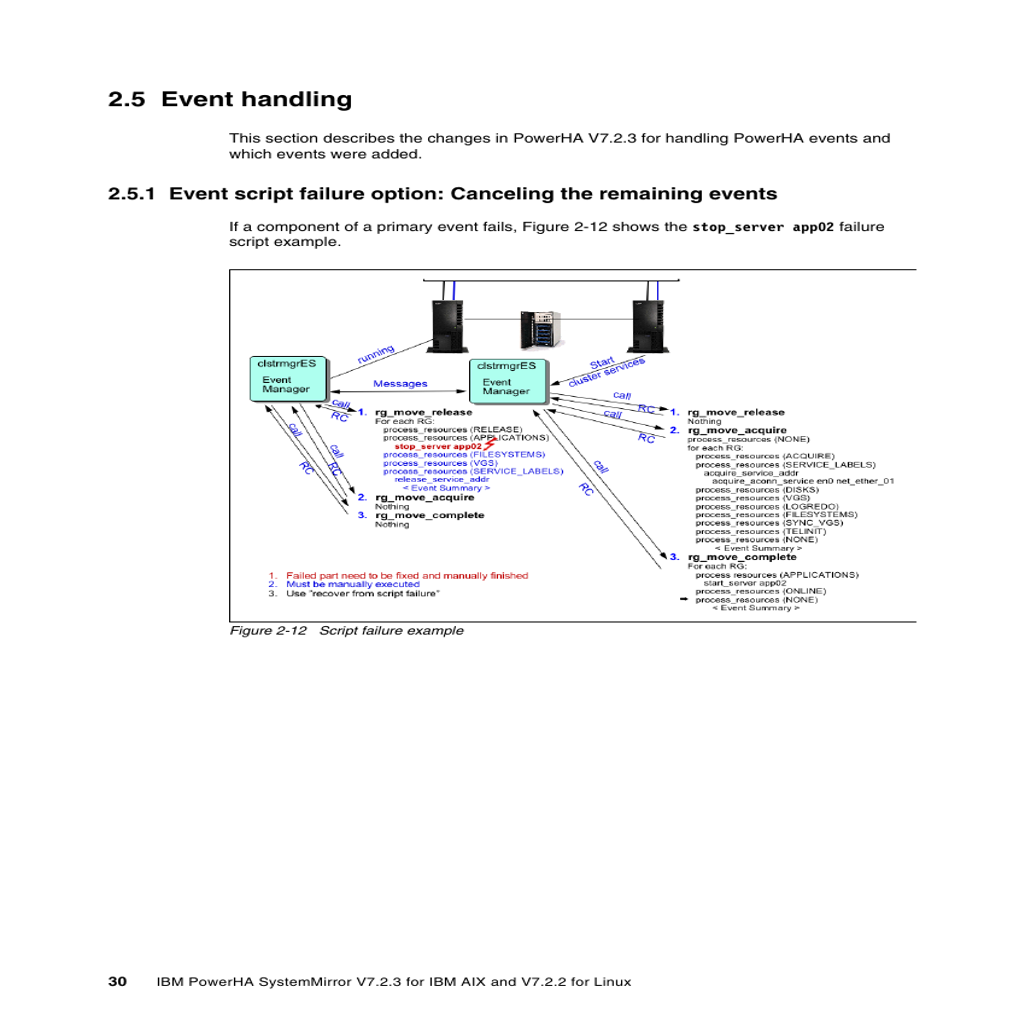 2.5 Event handling
This section describes the changes in PowerHA V7.2.3 for handling PowerHA events and
which events were added.
2.5.1 Event script failure option: Canceling the remaining events
If a component of a primary event fails, Figure 2-12 shows the stop_server app02 failure
script example.
clstrmgrES
Event
Manager
running
Messages
clstrmgrES
Event
Manager
Start
cluster services
call
RC
call
RC
call
RC
call
RC
call
RC
call
RC
1. rg_move_release
For each RG:
process_resources (RELEASE)
process_resources (APPLICATIONS)
stop_server app02
process_resources (FILESYSTEMS)
process_resources (VGS)
process_resources (SERVICE_LABELS)
release_service_addr
< Event Summary >
2. rg_move_acquire
Nothing
3. rg_move_complete
Nothing
1. rg_move_release
Nothing
2. rg_move_acquire
process_resources (NONE)
for each RG:
process_resources (ACQUIRE)
process_resources (SERVICE_LABELS)
acquire_service_addr
acquire_aconn_service en0 net_ether_01
process_resources (DISKS)
process_resources (VGS)
process_resources (LOGREDO)
process_resources (FILESYSTEMS)
process_resources (SYNC_VGS)
process_resources (TELINIT)
process_resources (NONE)
< Event Summary >
3. rg_move_complete
For each RG:
process resources (APPLICATIONS)
start_server app02
process_resources (ONLINE)
process_resources (NONE)
< Event Summary >
1. Failed part need to be fixed and manually finished
2. Must be manually executed
3. Use "recover from script failure"
Figure 2-12 Script failure example
30 IBM PowerHA SystemMirror V7.2.3 for IBM AIX and V7.2.2 for Linux